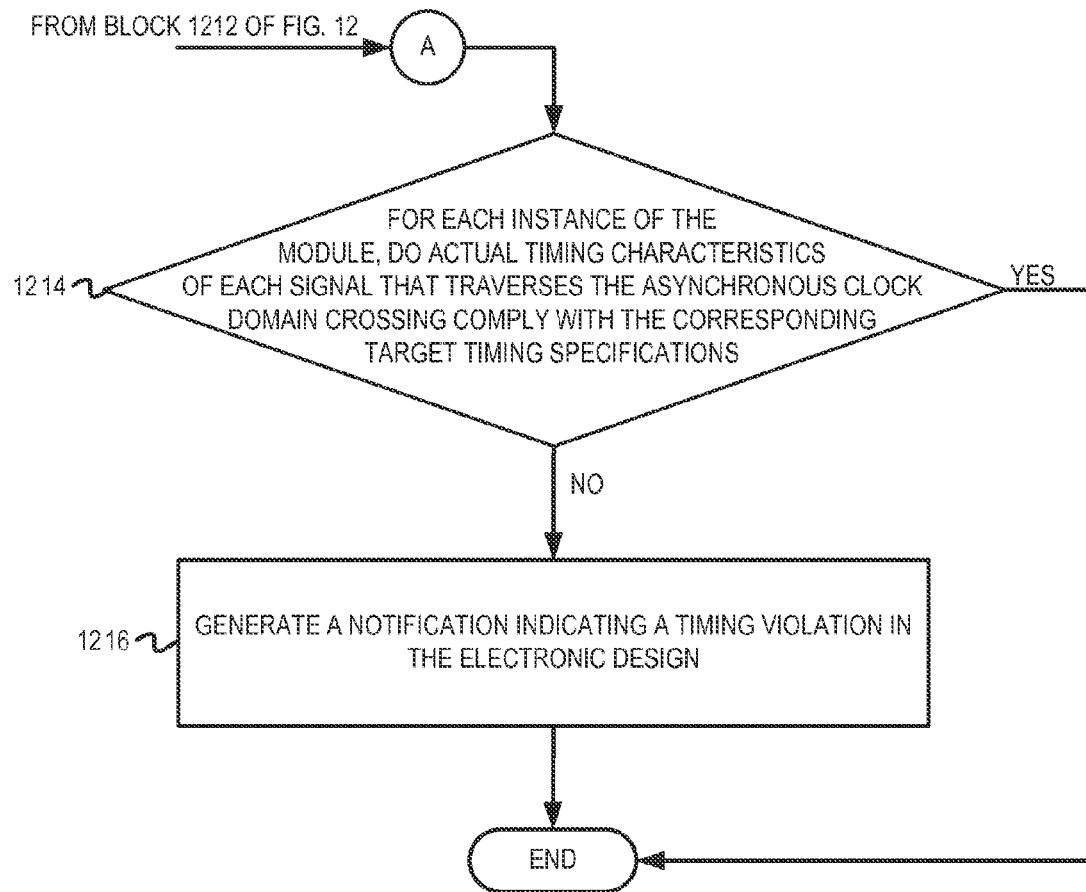 FROM BLOCK 1212 OF FIG. 12
A
FOR EACH INSTANCE OF THE
MODULE, DO ACTUAL TIMING CHARACTERISTICS
OF EACH SIGNAL THAT TRAVERSES THE ASYNCHRONOUS CLOCK
DOMAIN CROSSING COMPLY WITH THE CORRESPONDING
TARGET TIMING SPECIFICATIONS
1214
YES
NO
GENERATE A NOTIFICATION INDICATING A TIMING VIOLATION IN
THE ELECTRONIC DESIGN
1216
END